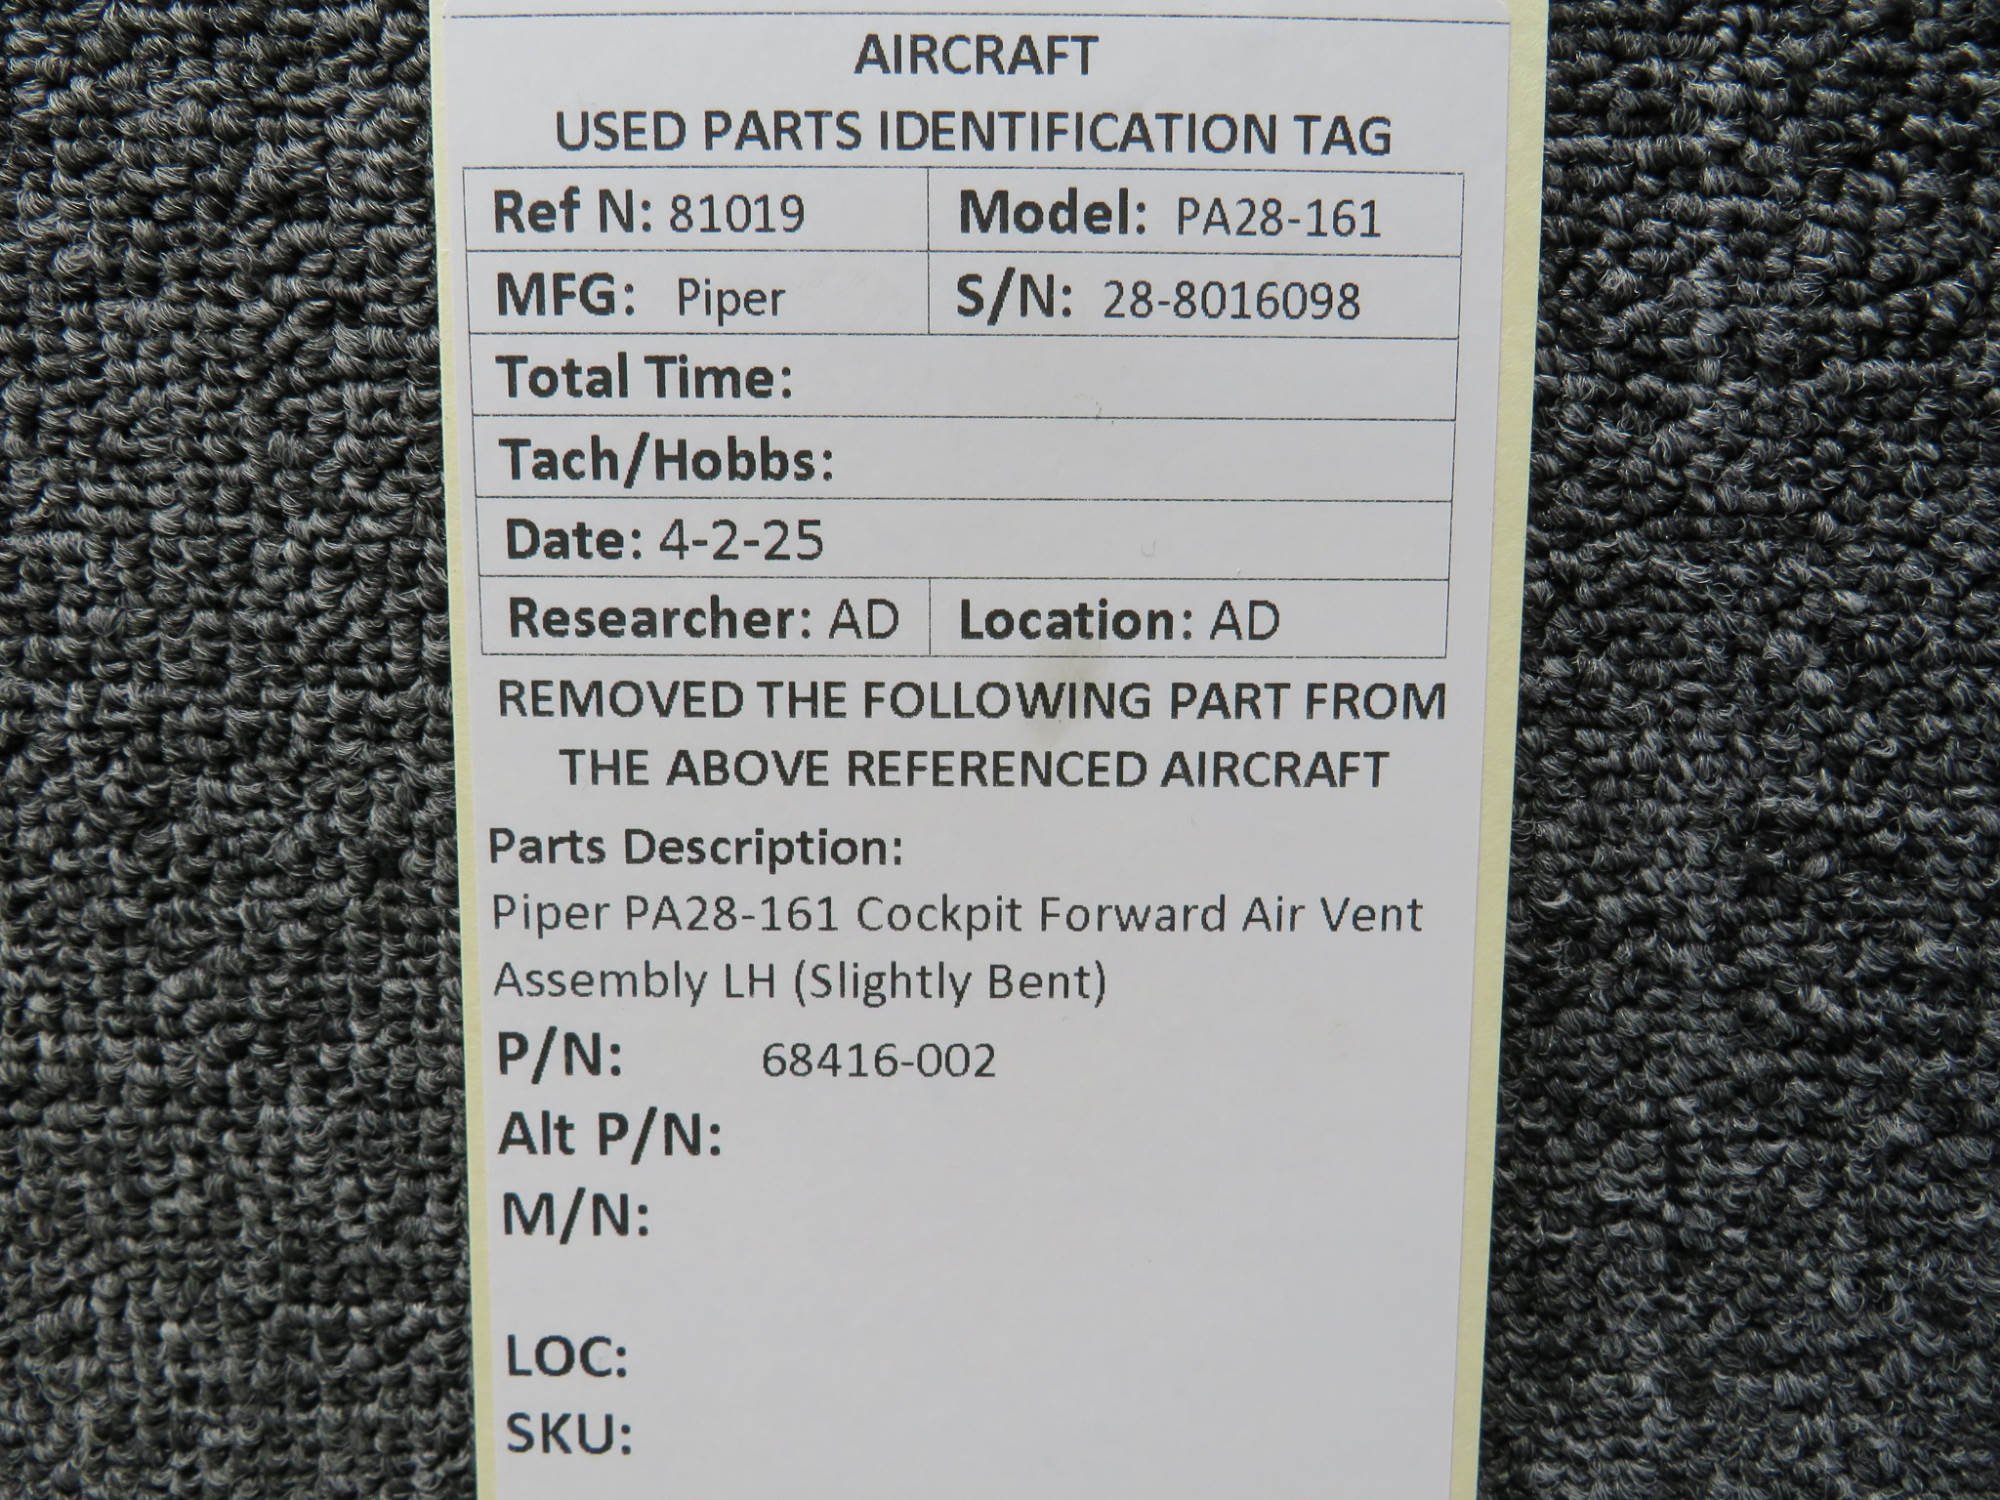 AIRCRAFT
USED PARTS IDENTIFICATION TAG
Ref N: 81019 Model: PA28-161
MFG: Piper S/N: 28-8016098
Total Time:
Tach/Hobbs:
Date: 4-2-25
Researcher: AD Location: AD
REMOVED THE FOLLOWING PART FROM
THE ABOVE REFERENCED AIRCRAFT
Parts Description:
Piper PA28-161 Cockpit Forward Air Vent
Assembly LH (Slightly Bent)
P/N: 68416-002
Alt P/N:
M/N:
LOC:
SKU: